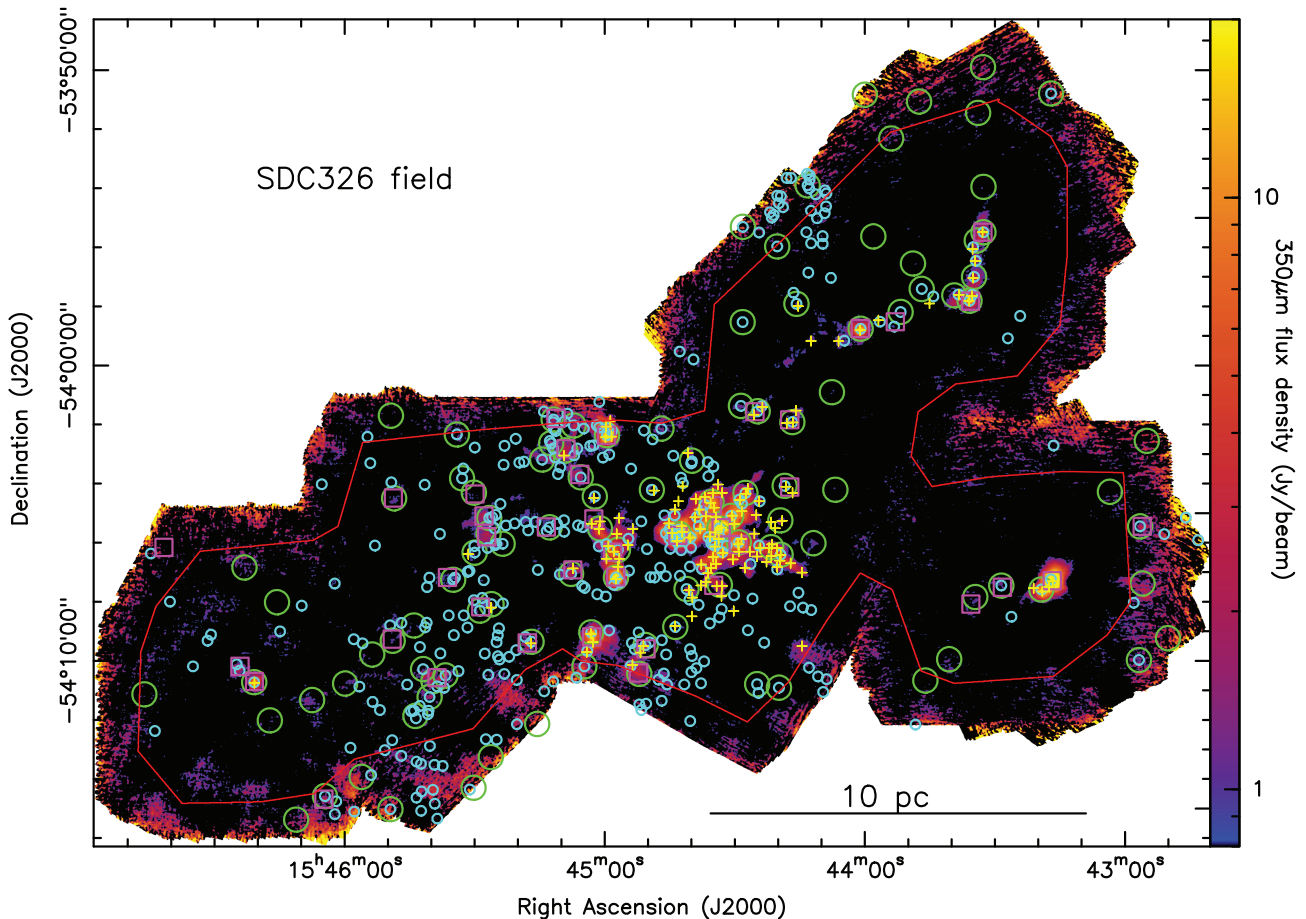 SDC326 field
−53°50'00"
−54°00'00"
−54°10'00"
Declination (J2000)
10 pc
15ʰ46ᵐ00ˢ
45ᵐ00ˢ
44ᵐ00ˢ
43ᵐ00ˢ
Right Ascension (J2000)
10
1
350μm flux density (Jy/beam)